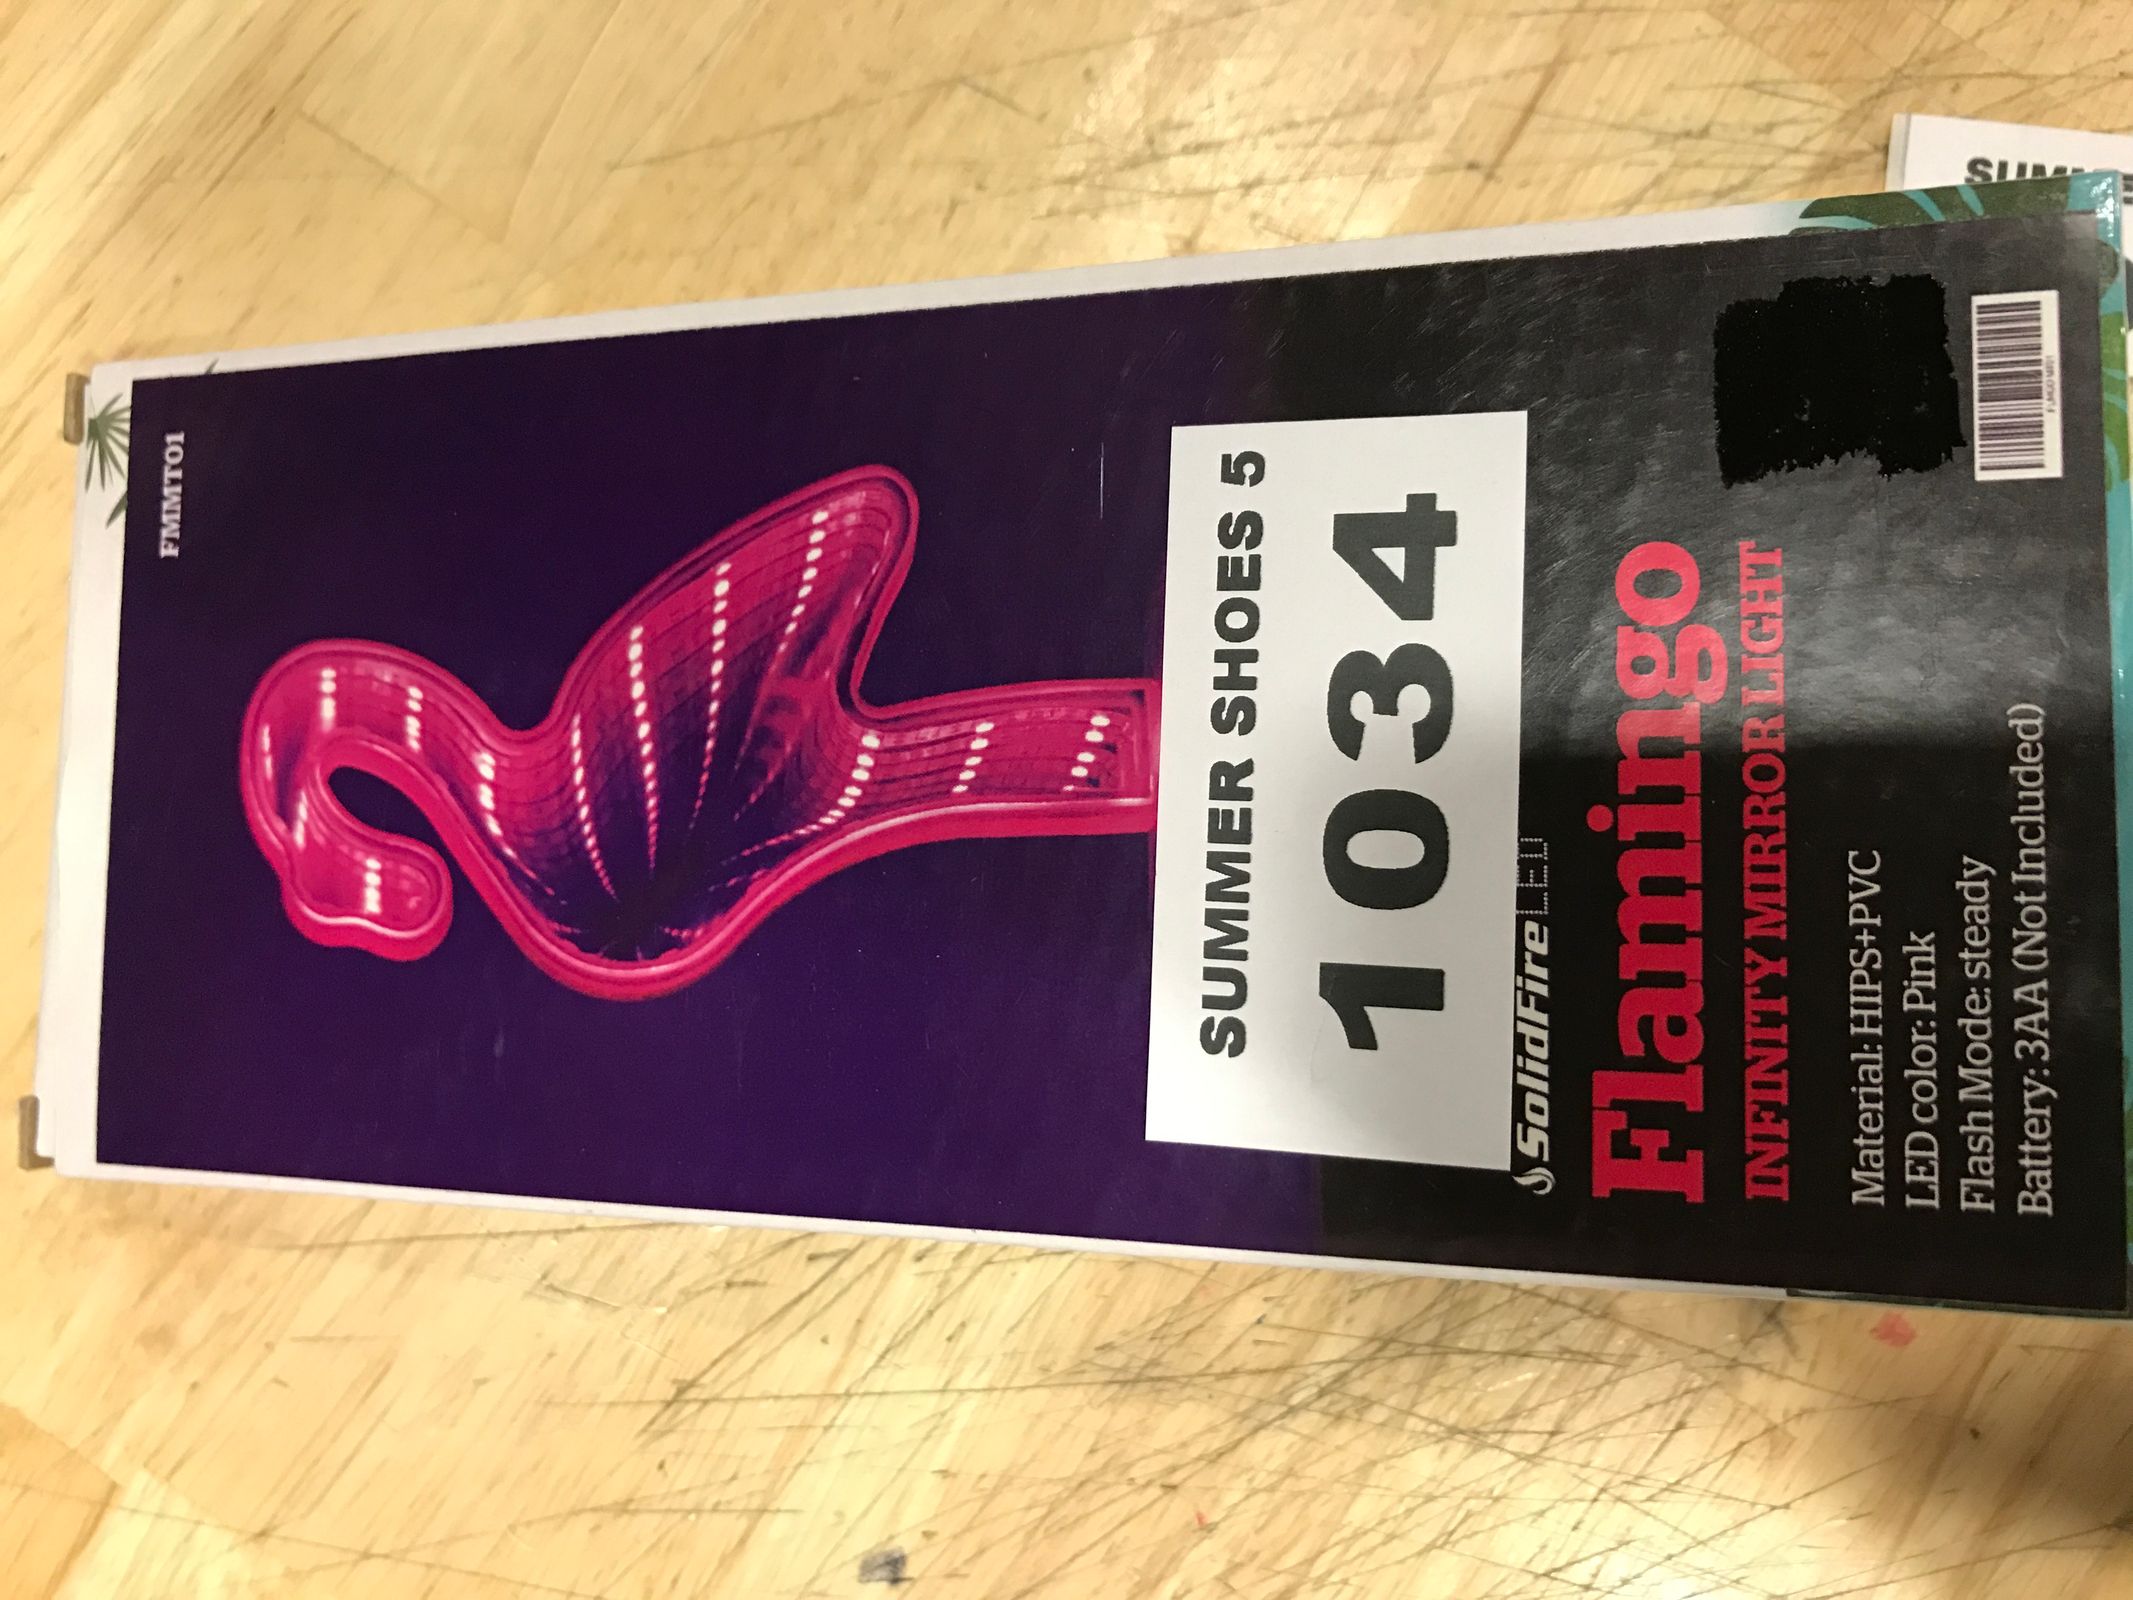 FMMT01
SUMMER SHOES 5
1034
SolidFire LED
Flamingo
INFINITY MIRROR LIGHT
Material: HIPS+PVC
LED color: Pink
Flash Mode: steady
Battery: 3AA (Not Included)